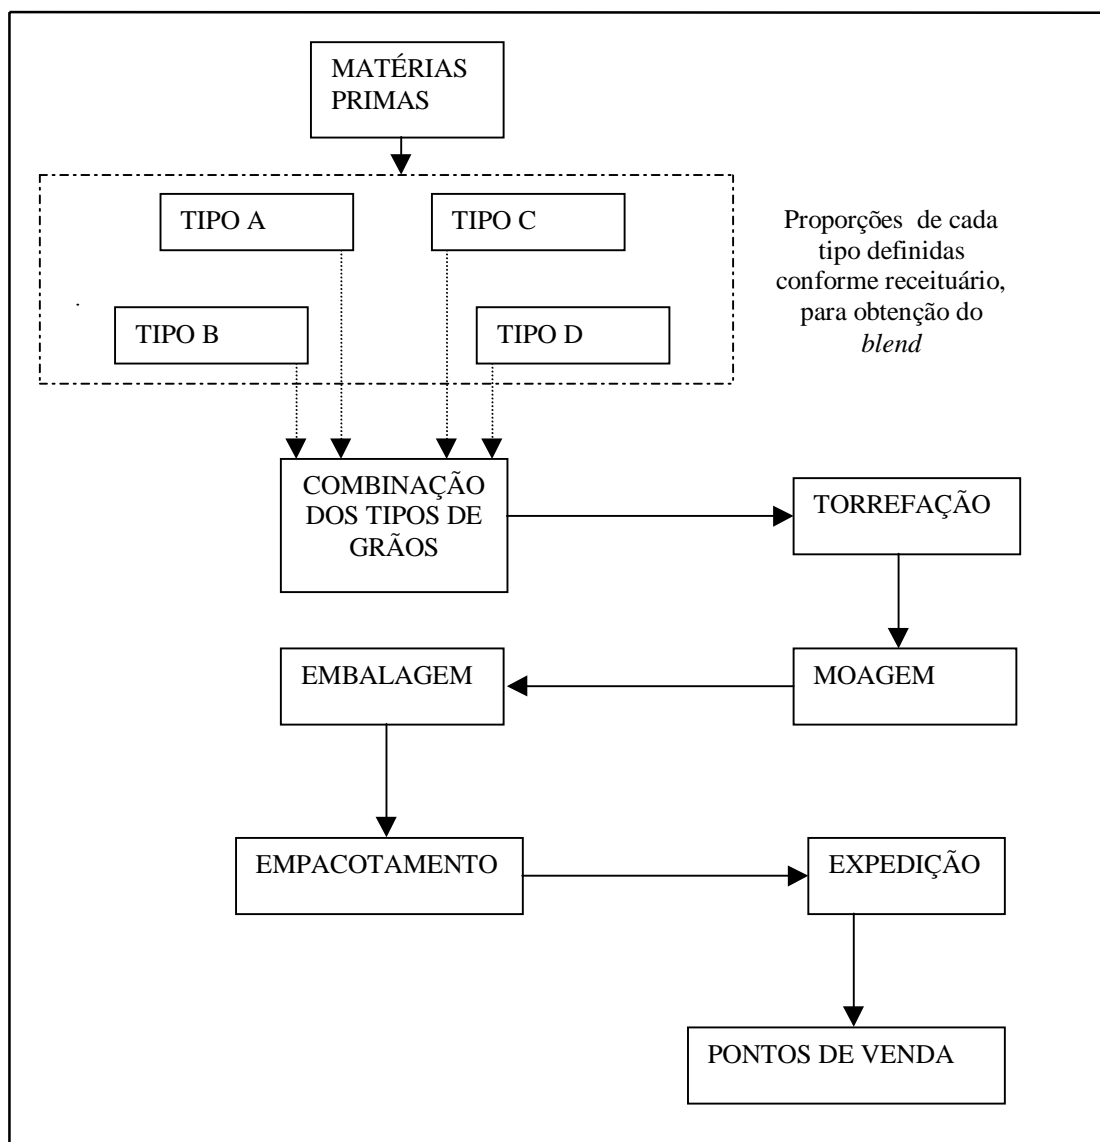 MATÉRIAS
PRIMAS
TIPO A
TIPO C
TIPO B
TIPO D
Proporções de cada
tipo definidas
conforme receituário,
para obtenção do
blend
COMBINAÇÃO
DOS TIPOS DE
GRÃOS
TORREFAÇÃO
EMBALAGEM
MOAGEM
EMPACOTAMENTO
EXPEDIÇÃO
PONTOS DE VENDA